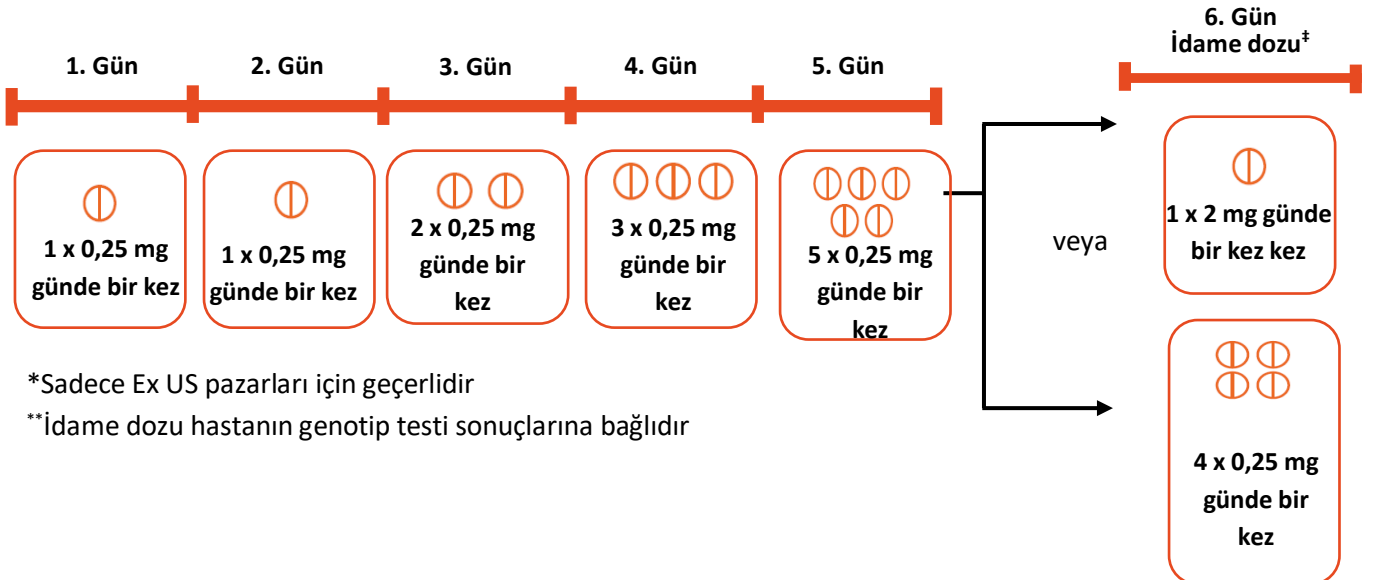 1. Gün
2. Gün
3. Gün
4. Gün
5. Gün
6. Gün
İdame dozu‡
1 x 0,25 mg
günde bir kez
1 x 0,25 mg
günde bir kez
2 x 0,25 mg
günde bir
kez
3 x 0,25 mg
günde bir
kez
5 x 0,25 mg
günde bir
kez
veya
1 x 2 mg günde
bir kez kez
4 x 0,25 mg
günde bir
kez
*Sadece Ex US pazarları için geçerlidir
**İdame dozu hastanın genotip testi sonuçlarına bağlıdır